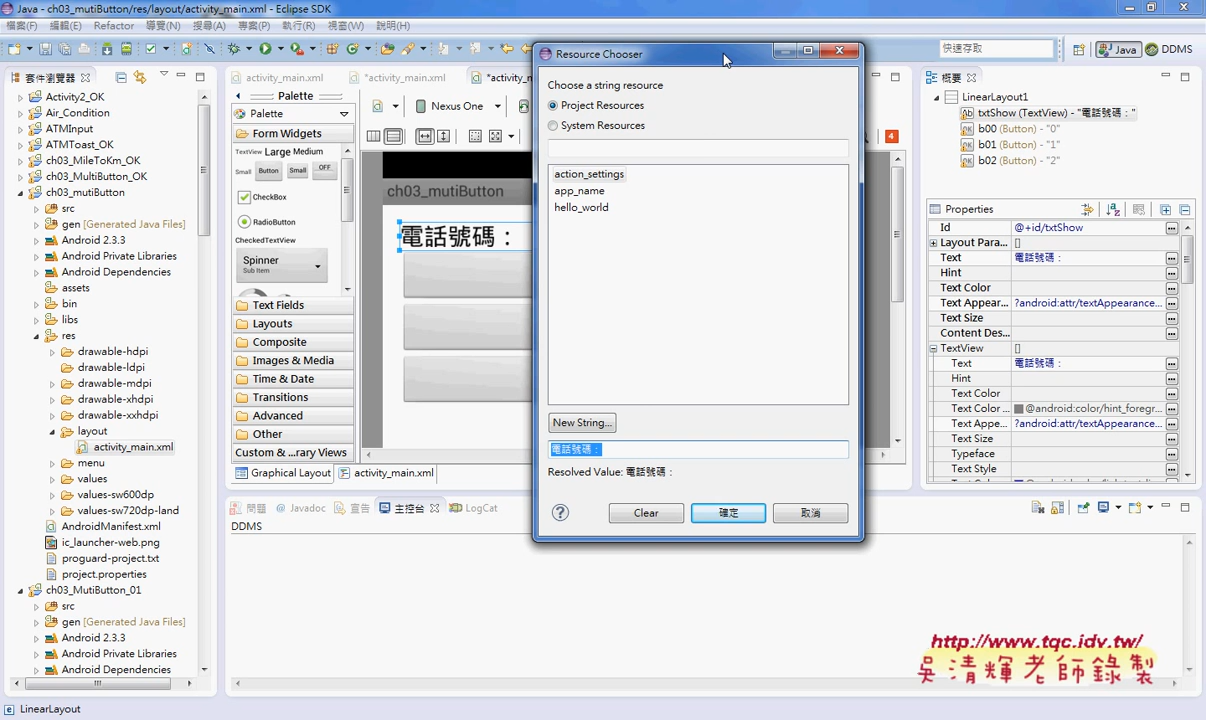 Java - ch03_mutiButton/res/layout/activity_main.xml - Eclipse SDK
檔案(F) 編輯(E) Refactor 導覽(N) 搜尋(A) 專案(P) 執行(R) 視窗(W) 說明(H)
快速存取
Java
DDMS
套件瀏覽器
Activity2_OK
Air_Condition
ATMInput
ATMToast_OK
ch03_MileToKm_OK
ch03_MultiButton_OK
ch03_mutiButton
src
gen [Generated Java Files]
Android 2.3.3
Android Private Libraries
Android Dependencies
assets
bin
libs
res
drawable-hdpi
drawable-ldpi
drawable-mdpi
drawable-xhdpi
drawable-xxhdpi
layout
activity_main.xml
menu
values
values-sw600dp
values-sw720dp-land
AndroidManifest.xml
ic_launcher-web.png
proguard-project.txt
project.properties
ch03_MutiButton_01
src
gen [Generated Java Files]
Android 2.3.3
Android Private Libraries
Android Dependencies
activity_main.xml
*activity_main.xml
*activity_m
Palette
Palette
Form Widgets
TextView Large Medium
Small Button Small OFF
CheckBox
RadioButton
CheckedTextView
Spinner
Sub Item
Text Fields
Layouts
Composite
Images & Media
Time & Date
Transitions
Advanced
Other
Custom & ...rary Views
Nexus One
4
ch03_mutiButton
電話號碼：
Graphical Layout
activity_main.xml
Resource Chooser
Choose a string resource
Project Resources
System Resources
action_settings
app_name
hello_world
New String...
電話號碼：
Resolved Value: 電話號碼：
Clear
確定
取消
概要
LinearLayout1
txtShow (TextView) - "電話號碼："
b00 (Button) - "0"
b01 (Button) - "1"
b02 (Button) - "2"
Properties
Id @+id/txtShow
Layout Para... []
Text 電話號碼：
Hint
Text Color
Text Appear... ?android:attr/textAppearance...
Text Size
Content Des...
TextView []
Text 電話號碼：
Hint
Text Color
Text Color ... @android:color/hint_foregr...
Text Appe... ?android:attr/textAppearance...
Text Size
Typeface
Text Style
問題 Javadoc 宣告 主控台 LogCat
DDMS
http://www.tqc.idv.tw/
吳清輝老師錄製
LinearLayout